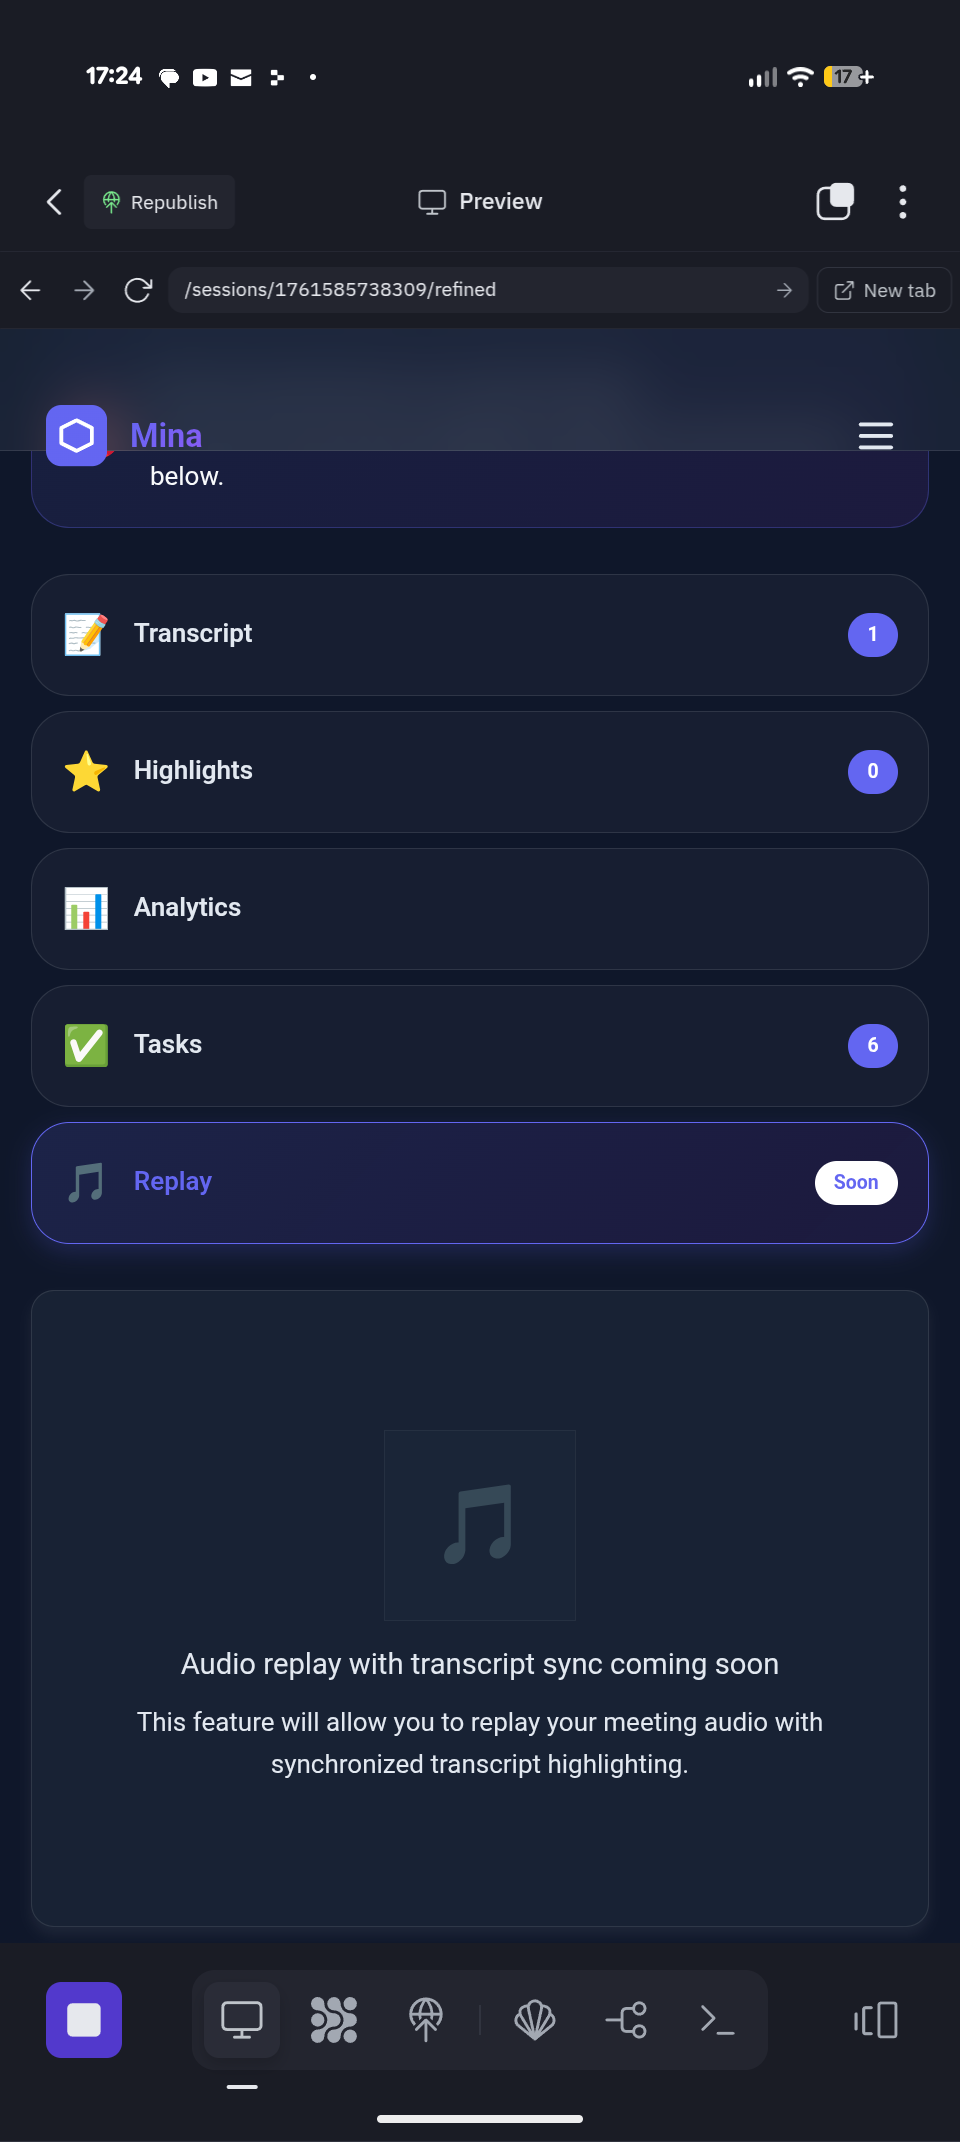 17:24
17+
Republish
Preview
/sessions/1761585738309/refined
New tab
Mina
below.
Transcript
1
Highlights
0
Analytics
Tasks
6
Replay
Soon
Audio replay with transcript sync coming soon
This feature will allow you to replay your meeting audio with
synchronized transcript highlighting.